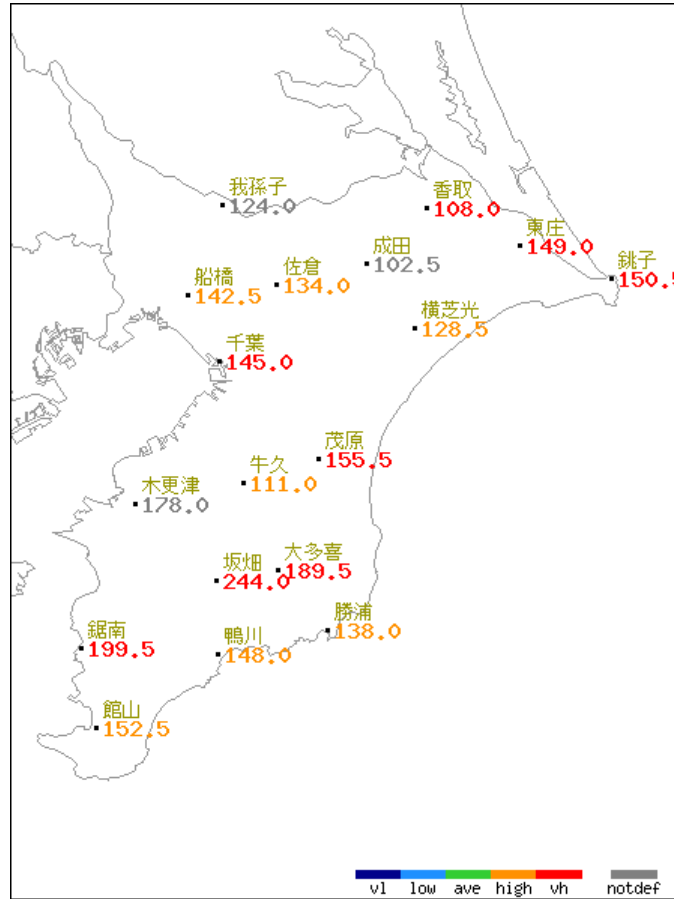 我孫子
124.0
香取
108.0
東庄
149.0
成田
102.5
銚子
150.5
佐倉
134.0
船橋
142.5
横芝光
128.5
千葉
145.0
茂原
155.5
牛久
111.0
木更津
178.0
大多喜
189.5
坂畑
244.0
勝浦
138.0
鋸南
199.5
鴨川
148.0
館山
152.5
vl low ave high vh notdef